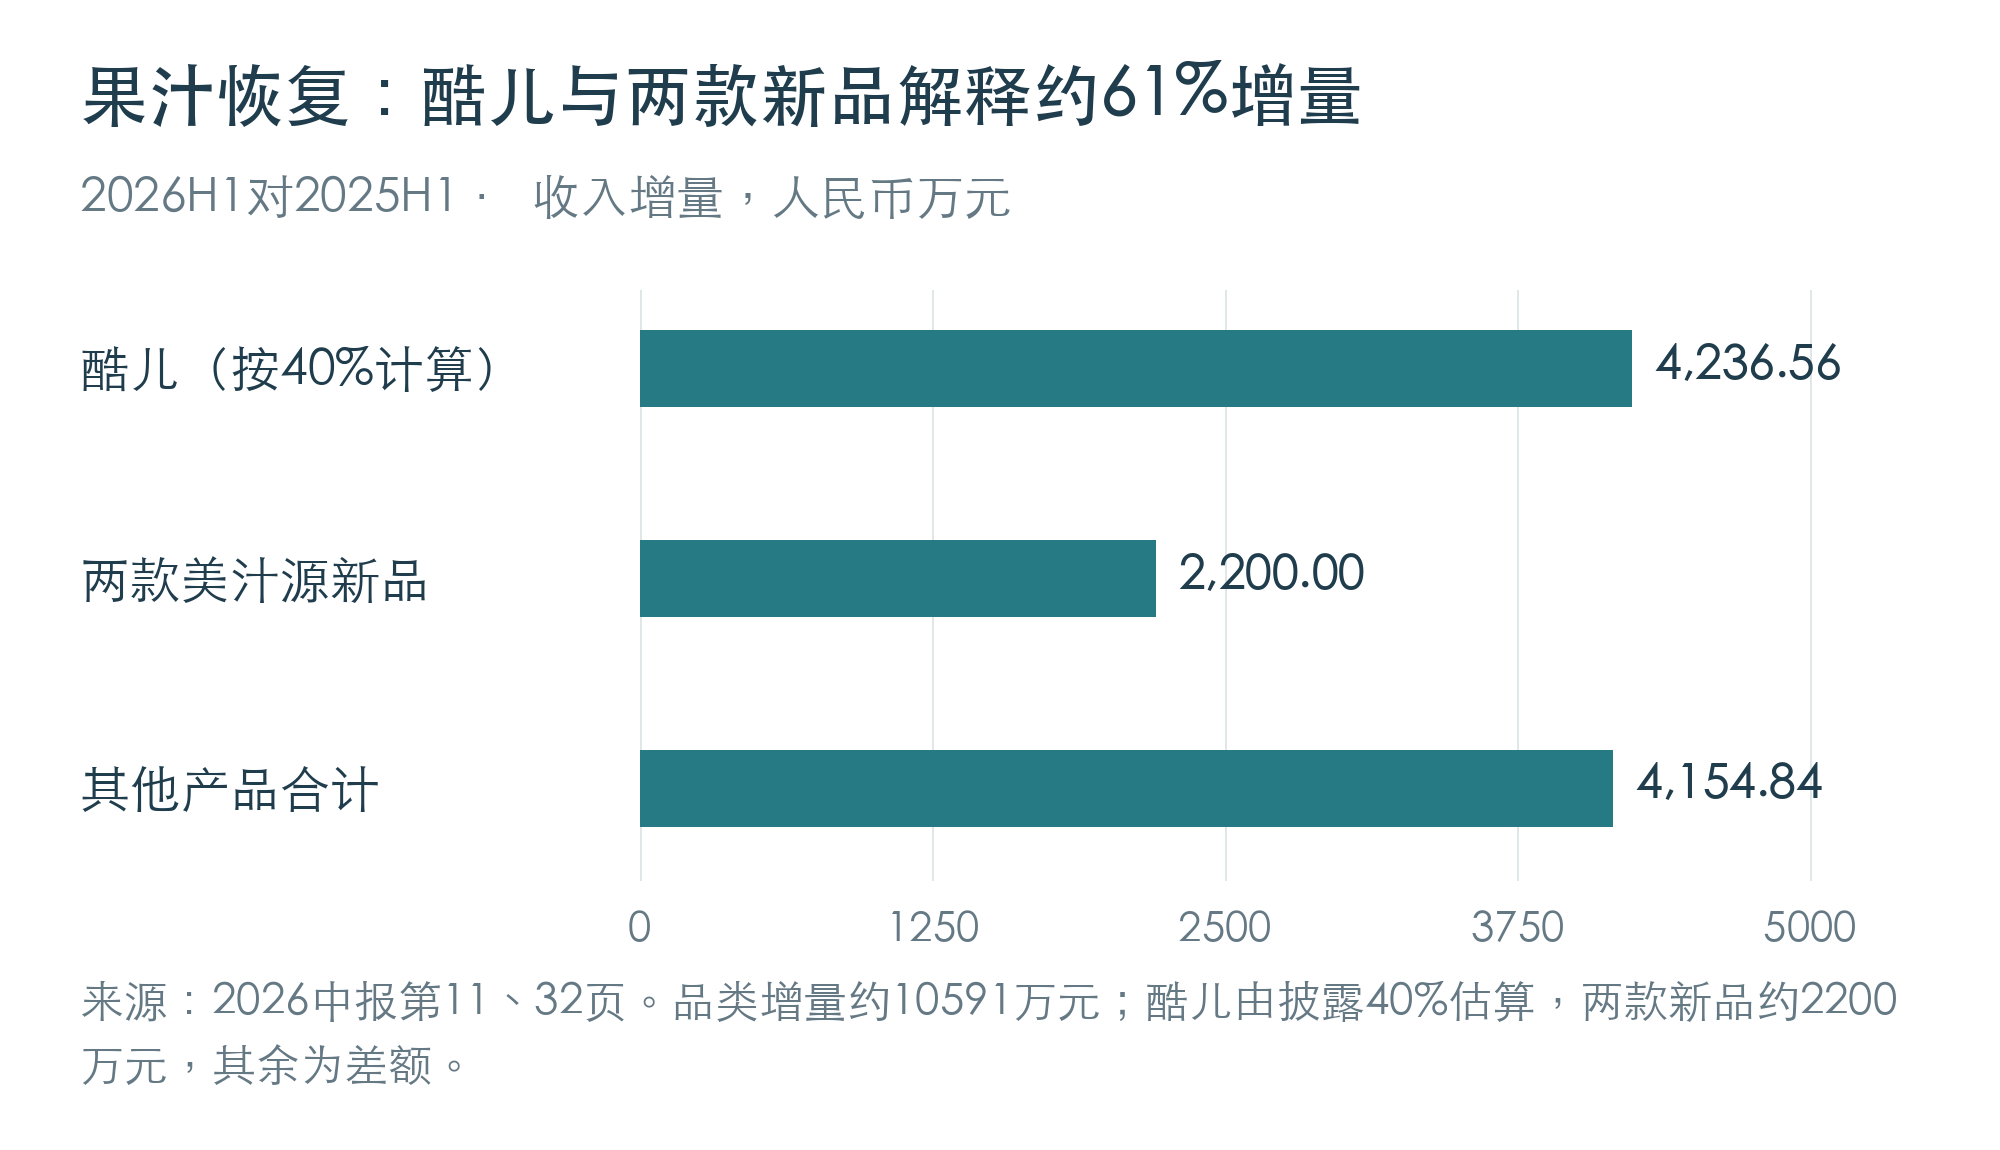 果汁恢复：酷儿与两款新品解释约61%增量
2026H1对2025H1 · 收入增量，人民币万元
酷儿（按40%计算） 4,236.56
两款美汁源新品 2,200.00
其他产品合计 4,154.84
0 1250 2500 3750 5000
来源：2026中报第11、32页。品类增量约10591万元；酷儿由披露40%估算，两款新品约2200
万元，其余为差额。